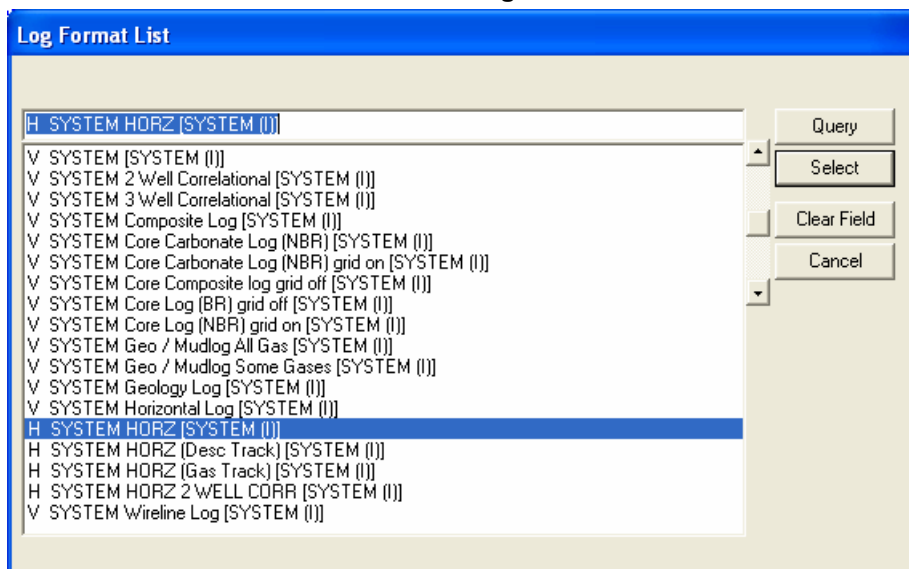 Log Format List
H SYSTEM HORZ [SYSTEM (I)]
Query
Select
Clear Field
Cancel
V SYSTEM [SYSTEM (I)]
V SYSTEM 2 Well Correlational [SYSTEM (I)]
V SYSTEM 3 Well Correlational [SYSTEM (I)]
V SYSTEM Composite Log [SYSTEM (I)]
V SYSTEM Core Carbonate Log (NBR) [SYSTEM (I)]
V SYSTEM Core Carbonate Log (NBR) grid on [SYSTEM (I)]
V SYSTEM Core Composite log grid off [SYSTEM (I)]
V SYSTEM Core Log (BR) grid off [SYSTEM (I)]
V SYSTEM Core Log (NBR) grid on [SYSTEM (I)]
V SYSTEM Geo / Mudlog All Gas [SYSTEM (I)]
V SYSTEM Geo / Mudlog Some Gases [SYSTEM (I)]
V SYSTEM Geology Log [SYSTEM (I)]
V SYSTEM Horizontal Log [SYSTEM (I)]
H SYSTEM HORZ [SYSTEM (I)]
H SYSTEM HORZ (Desc Track) [SYSTEM (I)]
H SYSTEM HORZ (Gas Track) [SYSTEM (I)]
H SYSTEM HORZ 2 WELL CORR [SYSTEM (I)]
V SYSTEM Wireline Log [SYSTEM (I)]